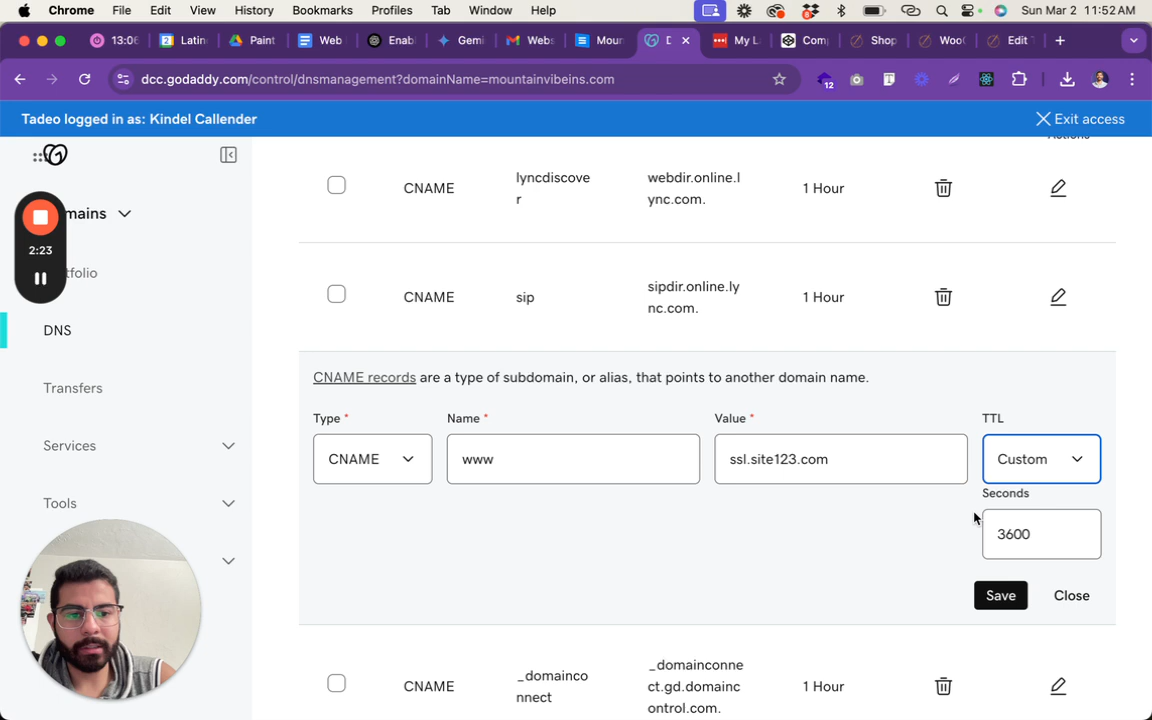 Chrome File Edit View History Bookmarks Profiles Tab Window Help Sun Mar 2 11:52 AM
13:06 Latin Paint Web Enab Gemi Webs Moun My L Comp Shop Woo Edit
dcc.godaddy.com/control/dnsmanagement?domainName=mountainvibeins.com
12
Tadeo logged in as: Kindel Callender
Exit access
mains
2:23
tfolio
DNS
Transfers
Services
Tools
CNAME
lyncdiscove
r
webdir.online.l
ync.com.
1 Hour
CNAME
sip
sipdir.online.ly
nc.com.
1 Hour
CNAME records are a type of subdomain, or alias, that points to another domain name.
Type * Name * Value * TTL
CNAME www ssl.site123.com Custom
Seconds
3600
Save Close
CNAME
_domainco
nnect
_domainconne
ct.gd.domainc
ontrol.com.
1 Hour